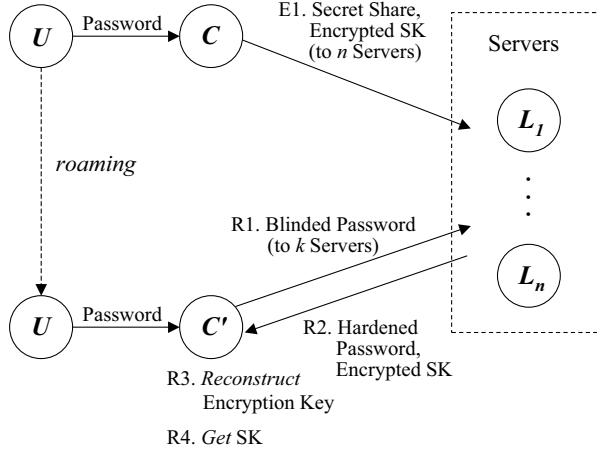 U
Password
C
E1. Secret Share,
Encrypted SK
(to n Servers)
Servers
L1
.
.
.
Ln
roaming
R1. Blinded Password
(to k Servers)
U
Password
C'
R2. Hardened
Password,
Encrypted SK
R3. Reconstruct
Encryption Key
R4. Get SK